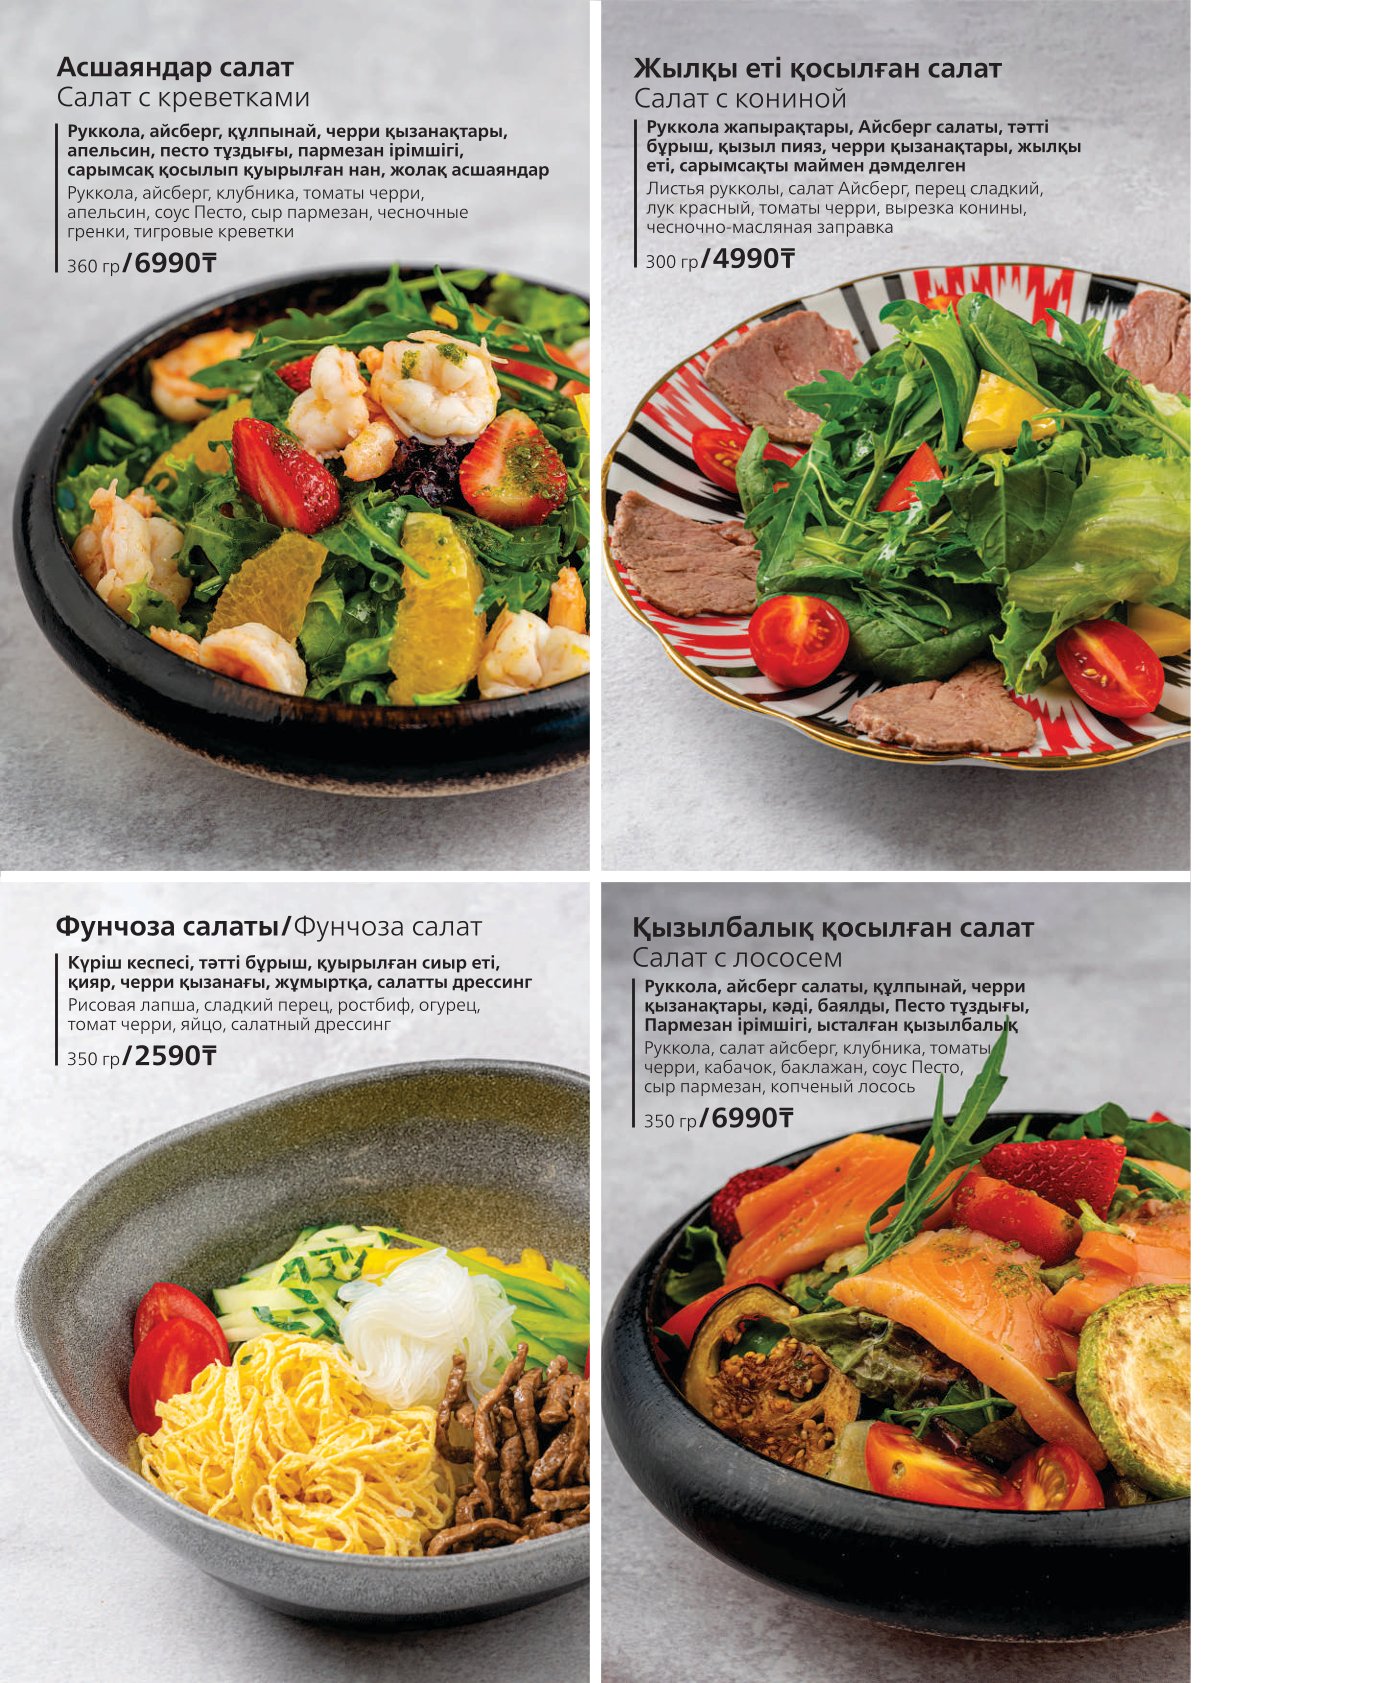 Асшаяндар салат
Салат с креветками
Руккола, айсберг, құлпынай, черри қызанақтары,
апельсин, песто тұздығы, пармезан ірімшігі,
сарымсақ қосылып қуырылған нан, жолақ асшаяндар
Руккола, айсберг, клубника, томаты черри,
апельсин, соус Песто, сыр пармезан, чесночные
гренки, тигровые креветки
360 гр/6990₸
Жылқы еті қосылған салат
Салат с кониной
Руккола жапырақтары, Айсберг салаты, тәтті
бұрыш, қызыл пияз, черри қызанақтары, жылқы
еті, сарымсақты маймен дәмделген
Листья рукколы, салат Айсберг, перец сладкий,
лук красный, томаты черри, вырезка конины,
чесночно-масляная заправка
300 гр/4990₸
Фунчоза салаты/Фунчоза салат
Күріш кеспесі, тәтті бұрыш, қуырылған сиыр еті,
қияр, черри қызанағы, жұмыртқа, салатты дрессинг
Рисовая лапша, сладкий перец, ростбиф, огурец,
томат черри, яйцо, салатный дрессинг
350 гр/2590₸
Қызылбалық қосылған салат
Салат с лососем
Руккола, айсберг салаты, құлпынай, черри
қызанақтары, кәді, баялды, Песто тұздығы,
Пармезан ірімшігі, ысталған қызылбалық
Руккола, салат айсберг, клубника, томаты
черри, кабачок, баклажан, соус Песто,
сыр пармезан, копченый лосось
350 гр/6990₸